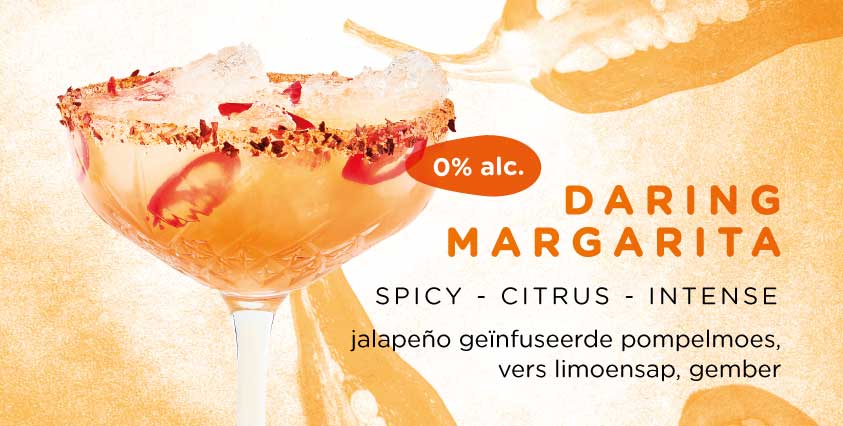 0% alc.
DARING
MARGARITA
SPICY - CITRUS - INTENSE
jalapeño geïnfuseerde pompelmoes,
vers limoensap, gember